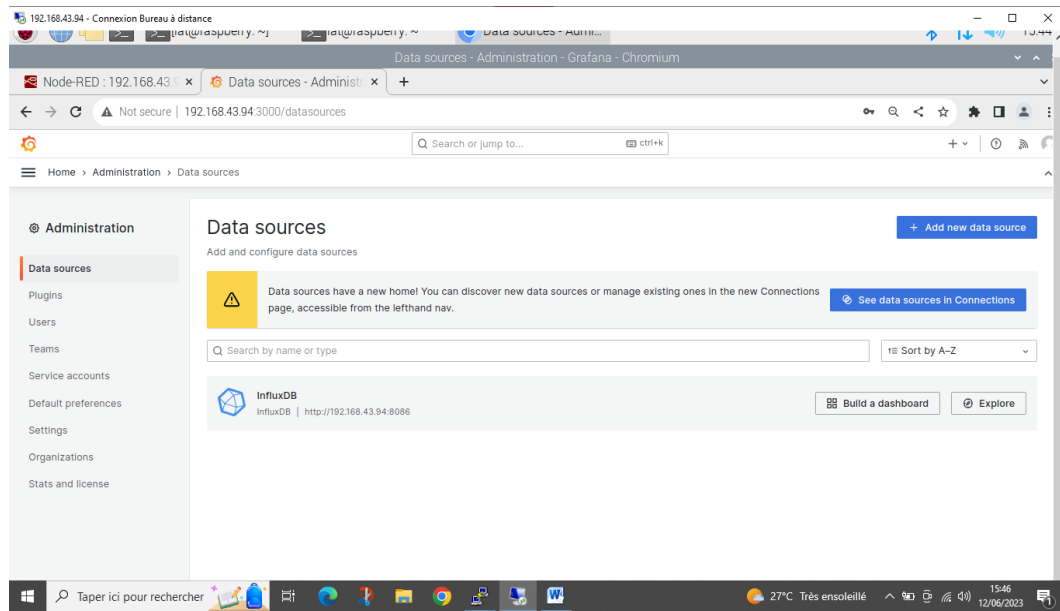 192.168.43.94 - Connexion Bureau à distance
Data sources - Administration - Grafana - Chromium
Node-RED : 192.168.43.9
Data sources - Administr
Not secure | 192.168.43.94:3000/datasources
Search or jump to... ctrl+k
Home › Administration › Data sources
Administration
Data sources
Plugins
Users
Teams
Service accounts
Default preferences
Settings
Organizations
Stats and license
Data sources
+ Add new data source
Add and configure data sources
Data sources have a new home! You can discover new data sources or manage existing ones in the new Connections
page, accessible from the lefthand nav.
See data sources in Connections
Search by name or type
Sort by A–Z
InfluxDB
InfluxDB | http://192.168.43.94:8086
Build a dashboard
Explore
Taper ici pour rechercher
27°C Très ensoleillé
15:46
12/06/2023